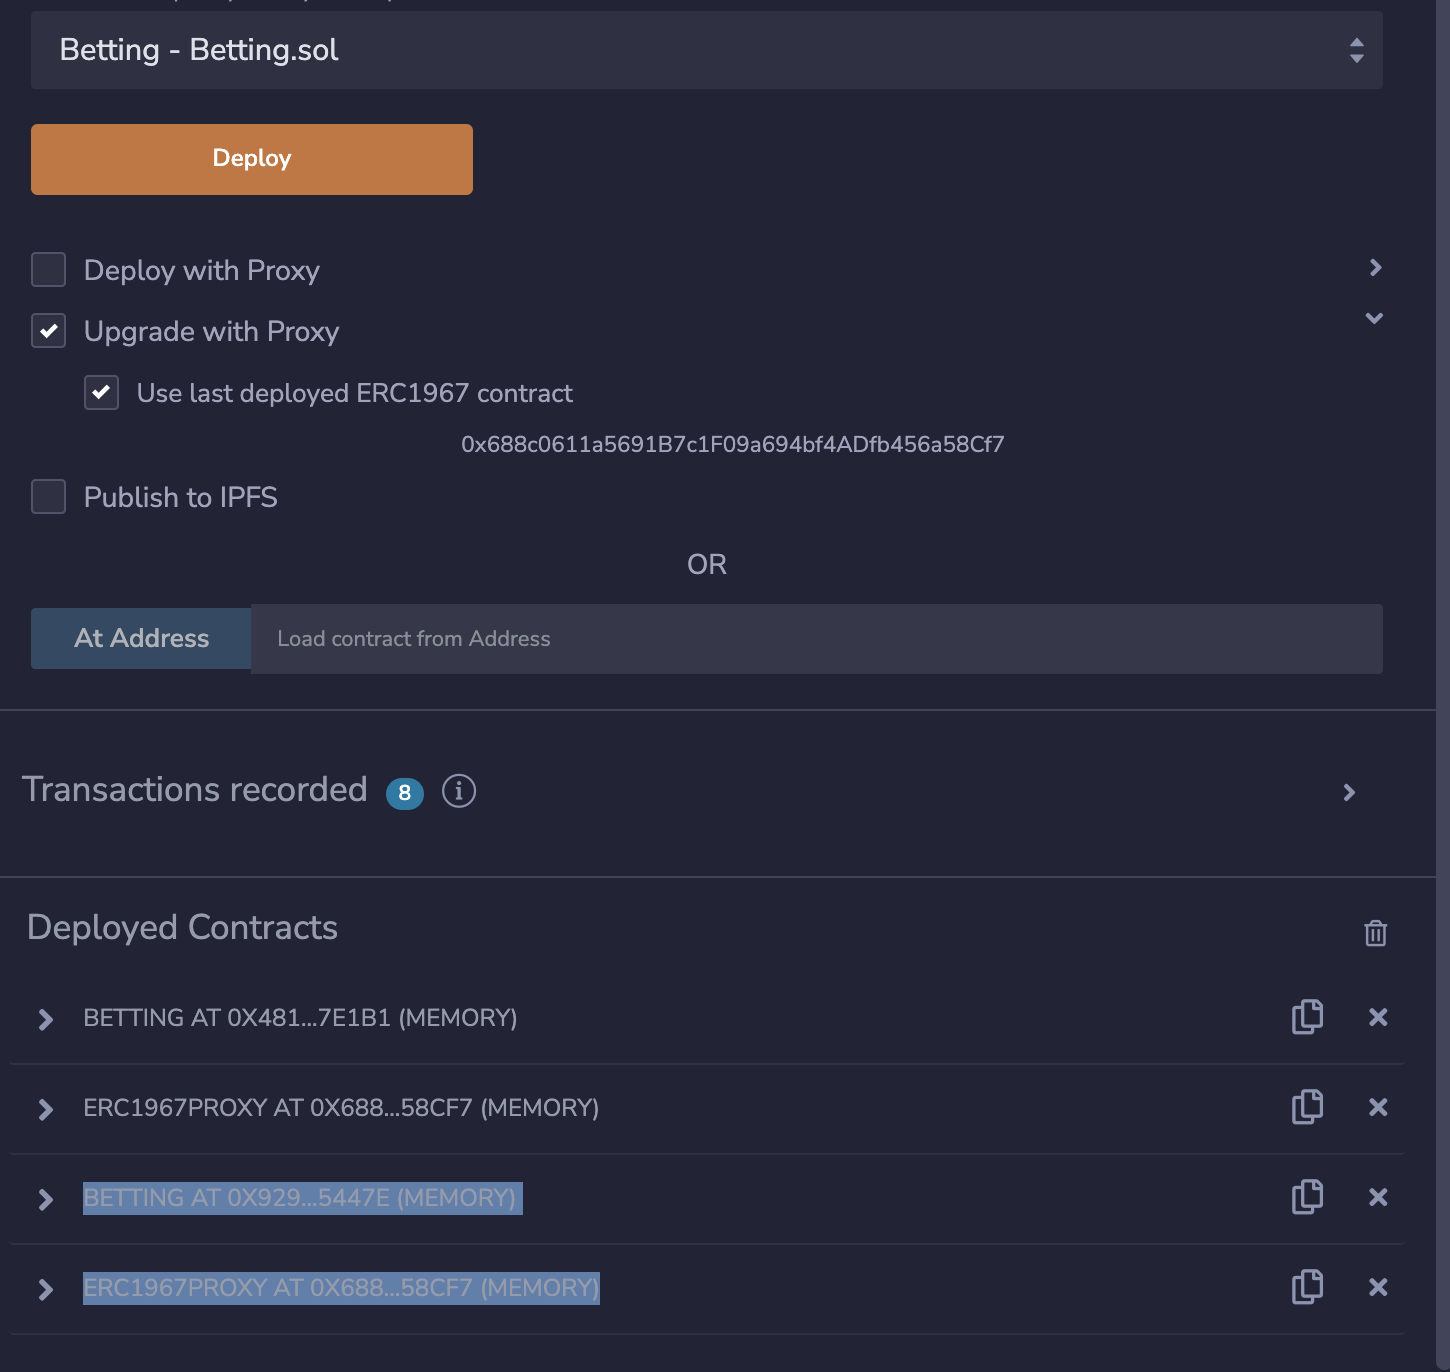 Betting - Betting.sol
Deploy
Deploy with Proxy
Upgrade with Proxy
Use last deployed ERC1967 contract
0x688c0611a5691B7c1F09a694bf4ADfb456a58Cf7
Publish to IPFS
OR
At Address
Load contract from Address
Transactions recorded 8
Deployed Contracts
BETTING AT 0X481...7E1B1 (MEMORY)
ERC1967PROXY AT 0X688...58CF7 (MEMORY)
BETTING AT 0X929...5447E (MEMORY)
ERC1967PROXY AT 0X688...58CF7 (MEMORY)